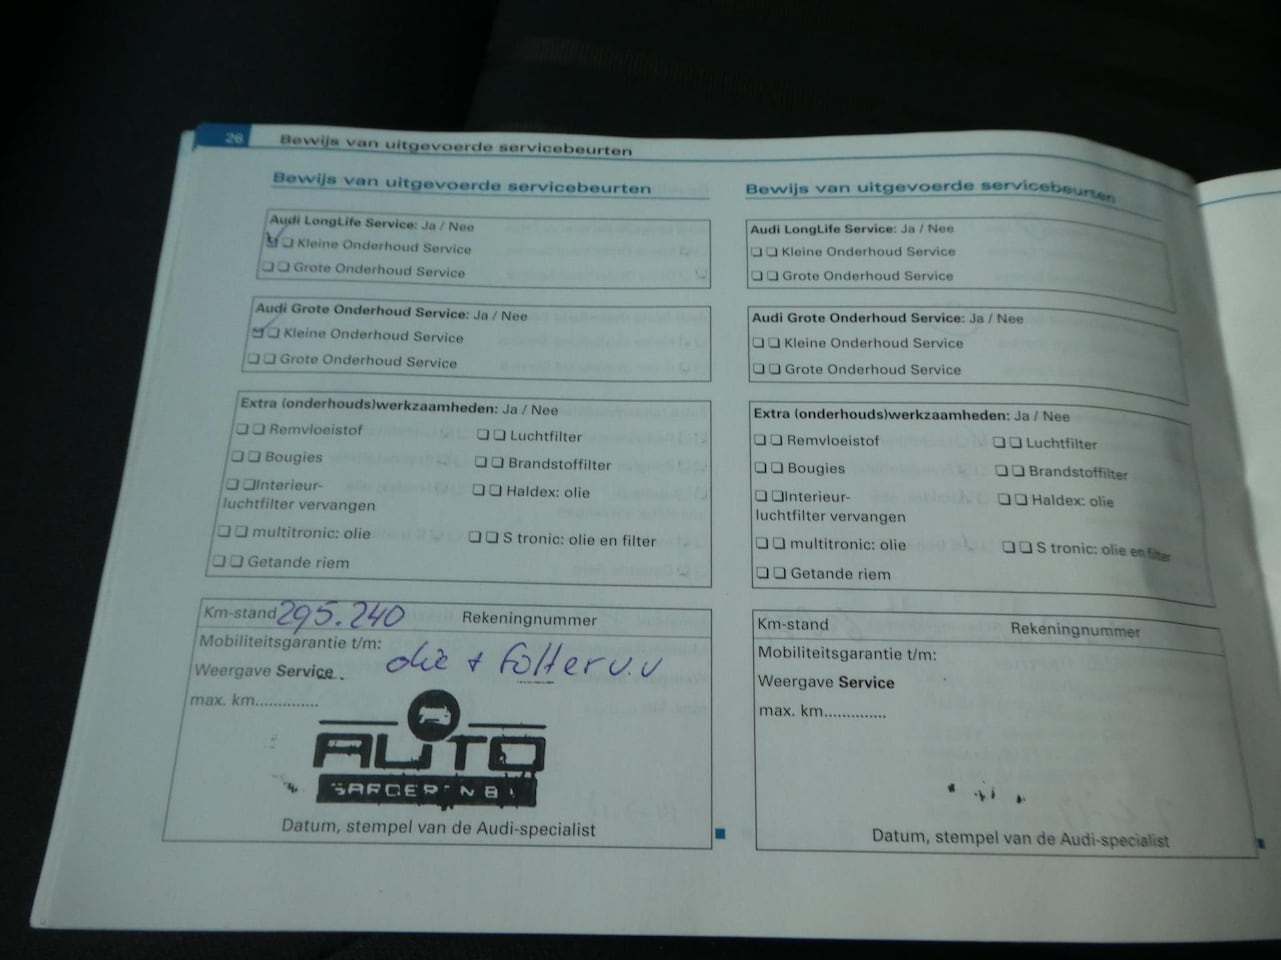 26 Bewijs van uitgevoerde servicebeurten
Bewijs van uitgevoerde servicebeurten
Audi LongLife Service: Ja / Nee
Kleine Onderhoud Service
Grote Onderhoud Service
Audi Grote Onderhoud Service: Ja / Nee
Kleine Onderhoud Service
Grote Onderhoud Service
Extra (onderhouds)werkzaamheden: Ja / Nee
Remvloeistof Luchtfilter
Bougies Brandstoffilter
Interieur- Haldex: olie
luchtfilter vervangen
multitronic: olie S tronic: olie en filter
Getande riem
Km-stand 295.240 Rekeningnummer
Mobiliteitsgarantie t/m:
olie + Folter v.v
Weergave Service
max. km..............
AUTO
Datum, stempel van de Audi-specialist
Bewijs van uitgevoerde servicebeurten
Audi LongLife Service: Ja / Nee
Kleine Onderhoud Service
Grote Onderhoud Service
Audi Grote Onderhoud Service: Ja / Nee
Kleine Onderhoud Service
Grote Onderhoud Service
Extra (onderhouds)werkzaamheden: Ja / Nee
Remvloeistof Luchtfilter
Bougies Brandstoffilter
Interieur- Haldex: olie
luchtfilter vervangen
multitronic: olie S tronic: olie en filter
Getande riem
Km-stand Rekeningnummer
Mobiliteitsgarantie t/m:
Weergave Service
max. km..............
Datum, stempel van de Audi-specialist